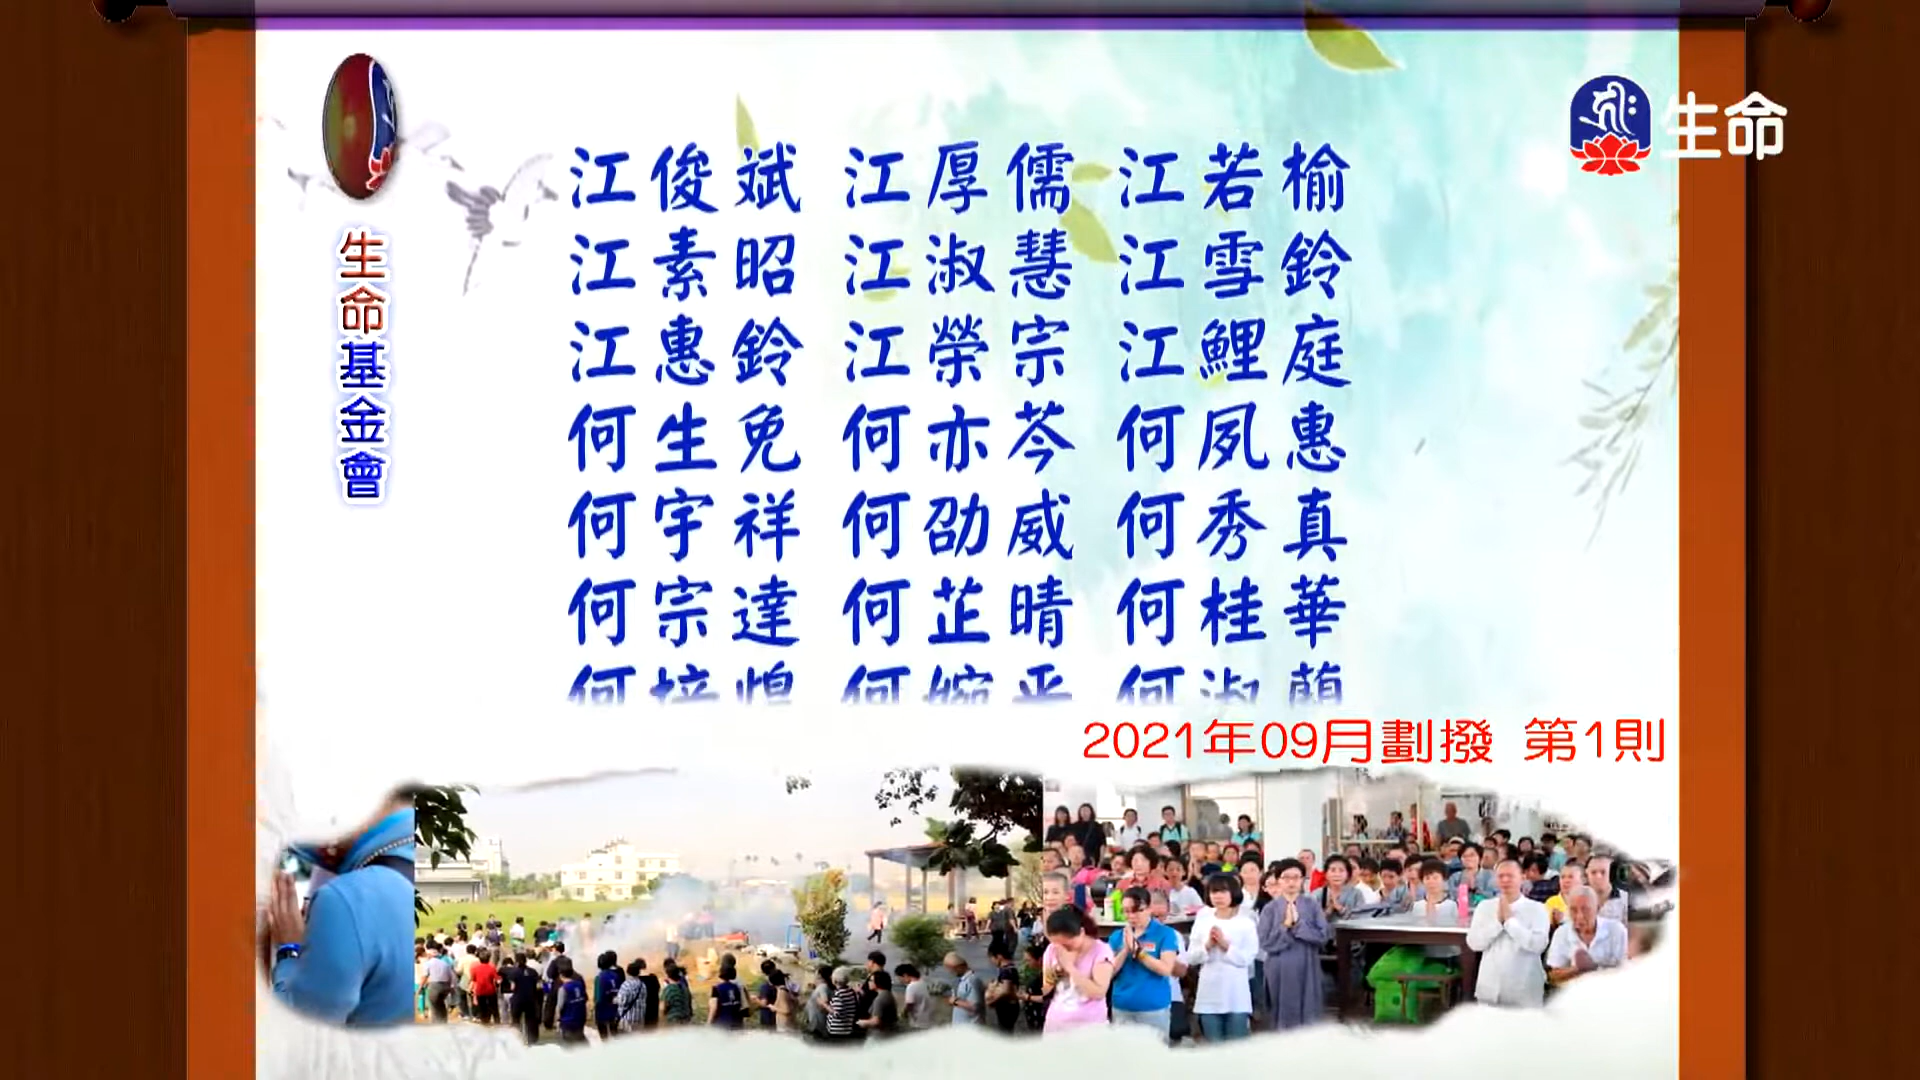 生命
生命基金會
江俊斌 江厚儒 江若榆
江素昭 江淑慧 江雪鈴
江惠鈴 江榮宗 江鯉庭
何生免 何亦芩 何夙惠
何宇祥 何劭威 何秀真
何宗達 何芷晴 何桂華
2021年09月劃撥 第1則